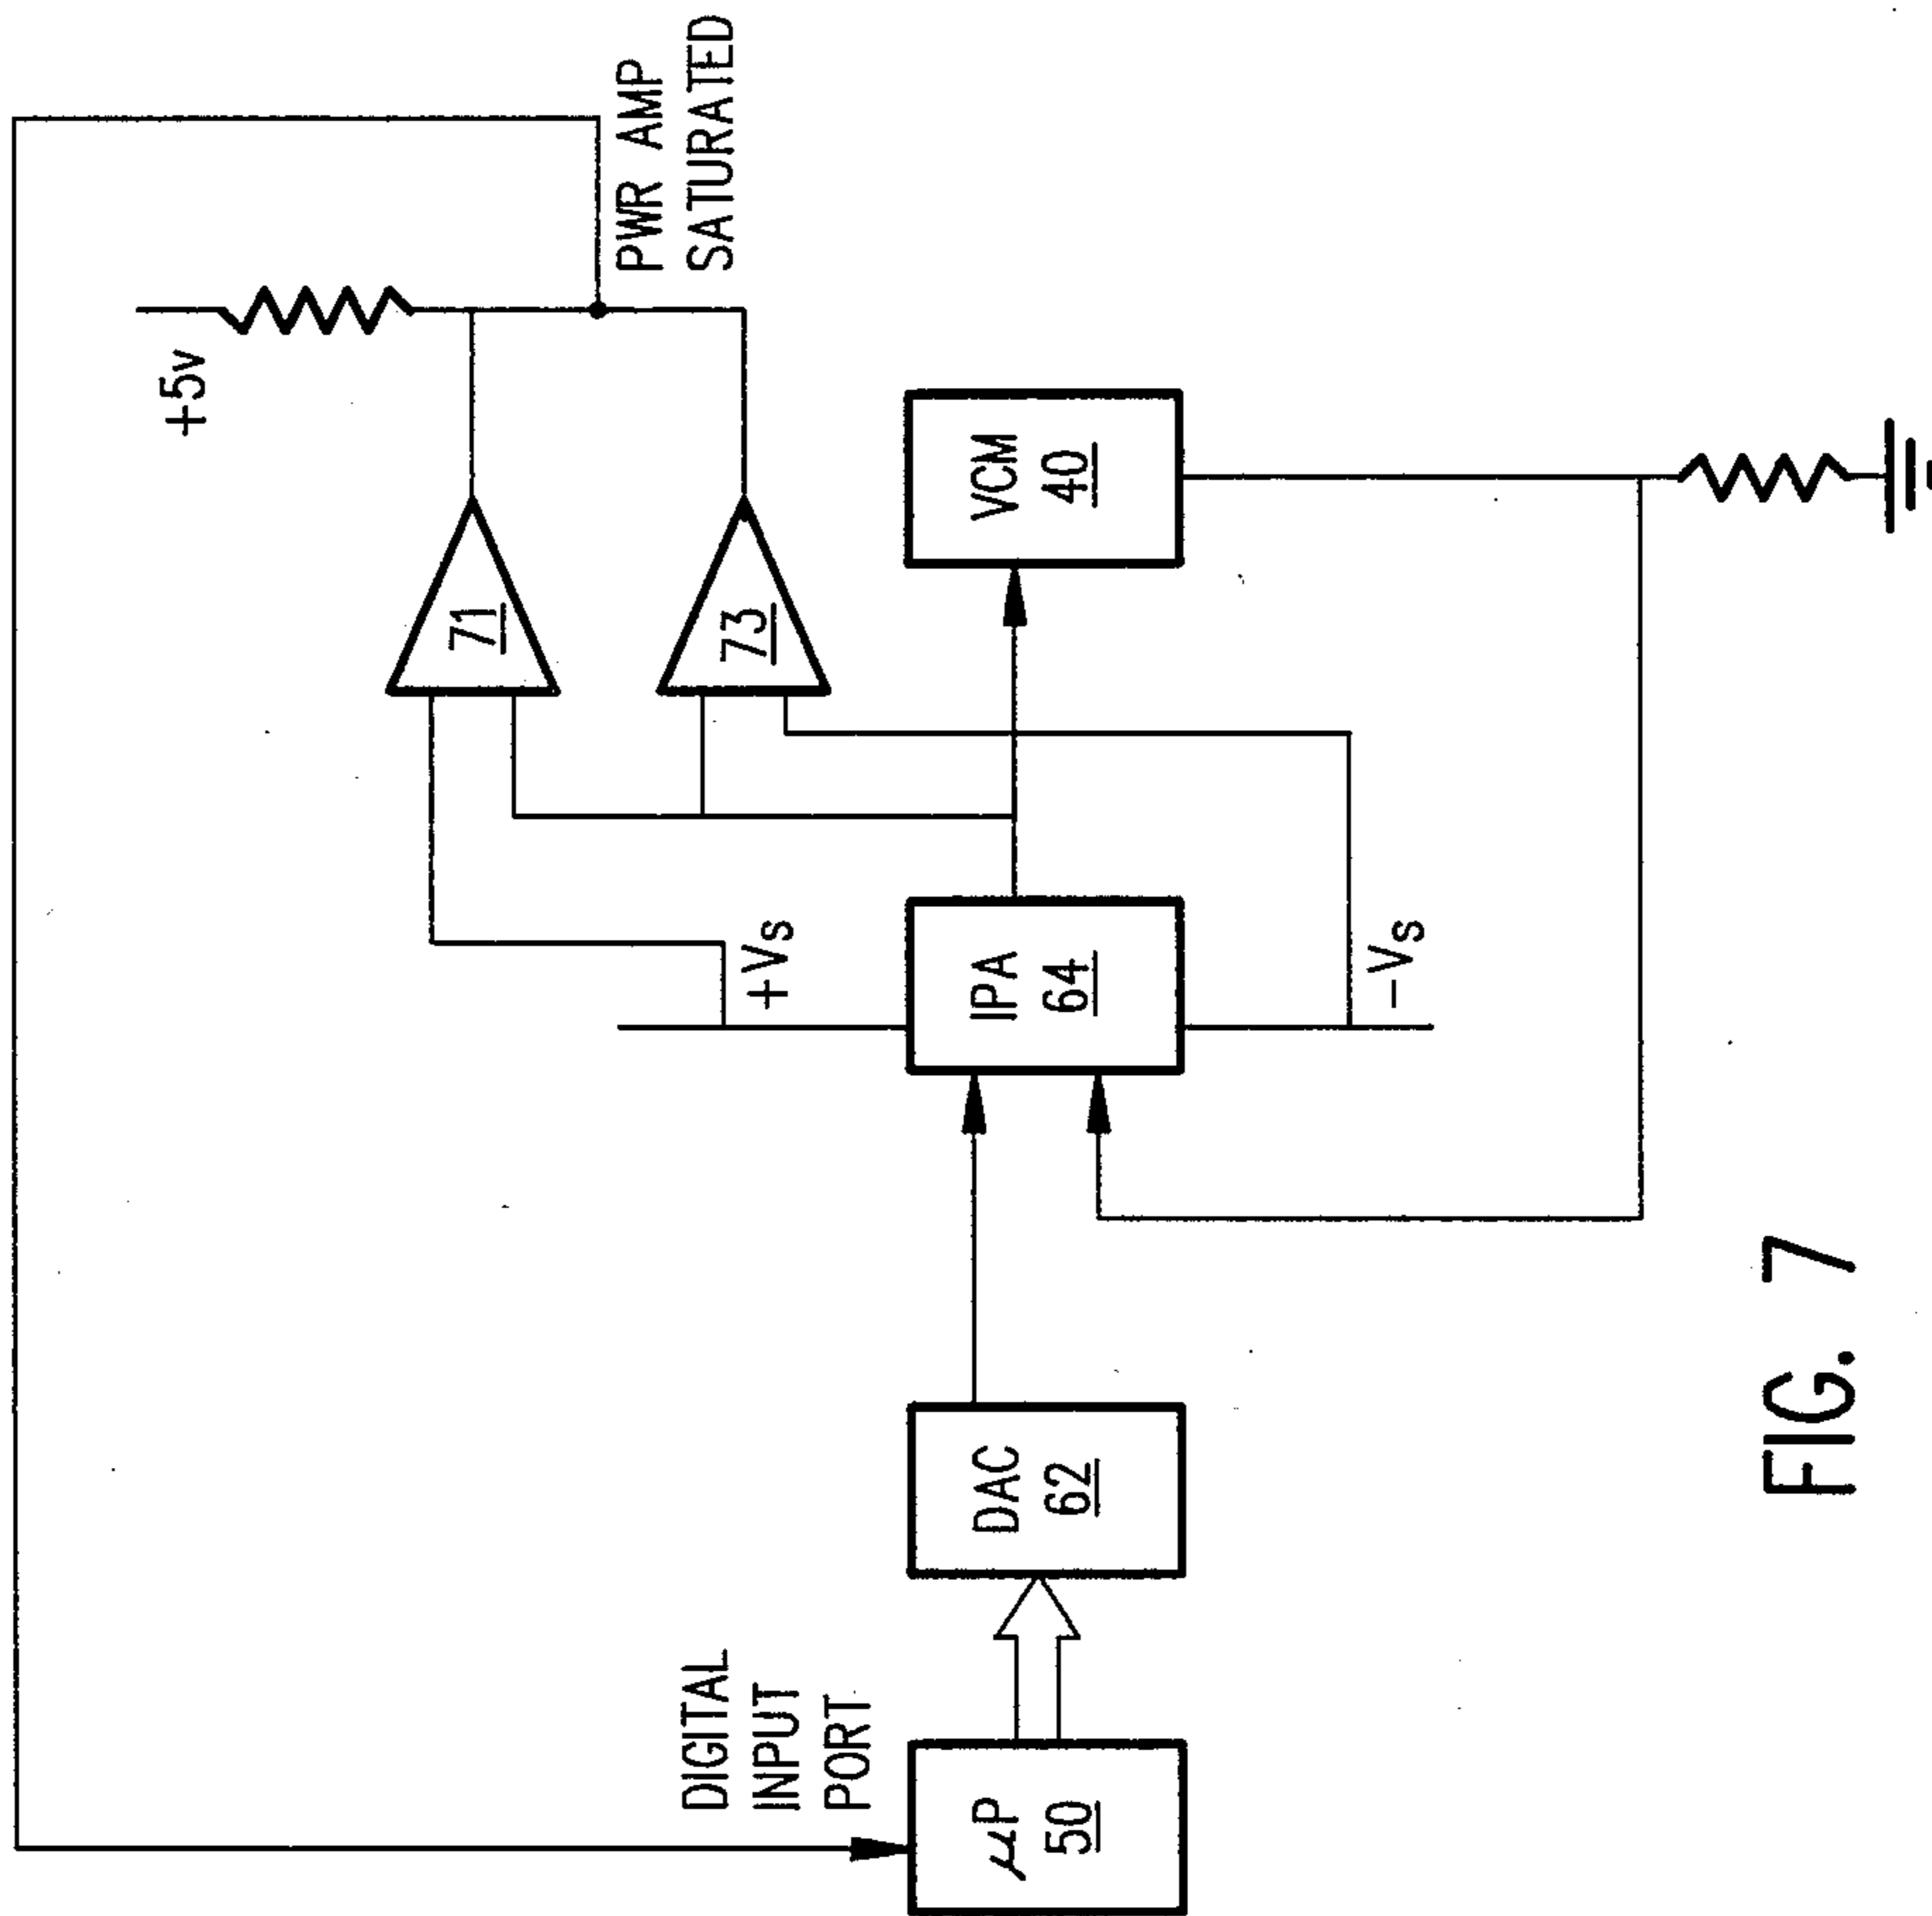 +5v
PWR AMP
SATURATED
71
73
+Vs
DIGITAL
INPUT
PORT
μP
50
DAC
62
IPA
64
VCM
40
-Vs
FIG. 7